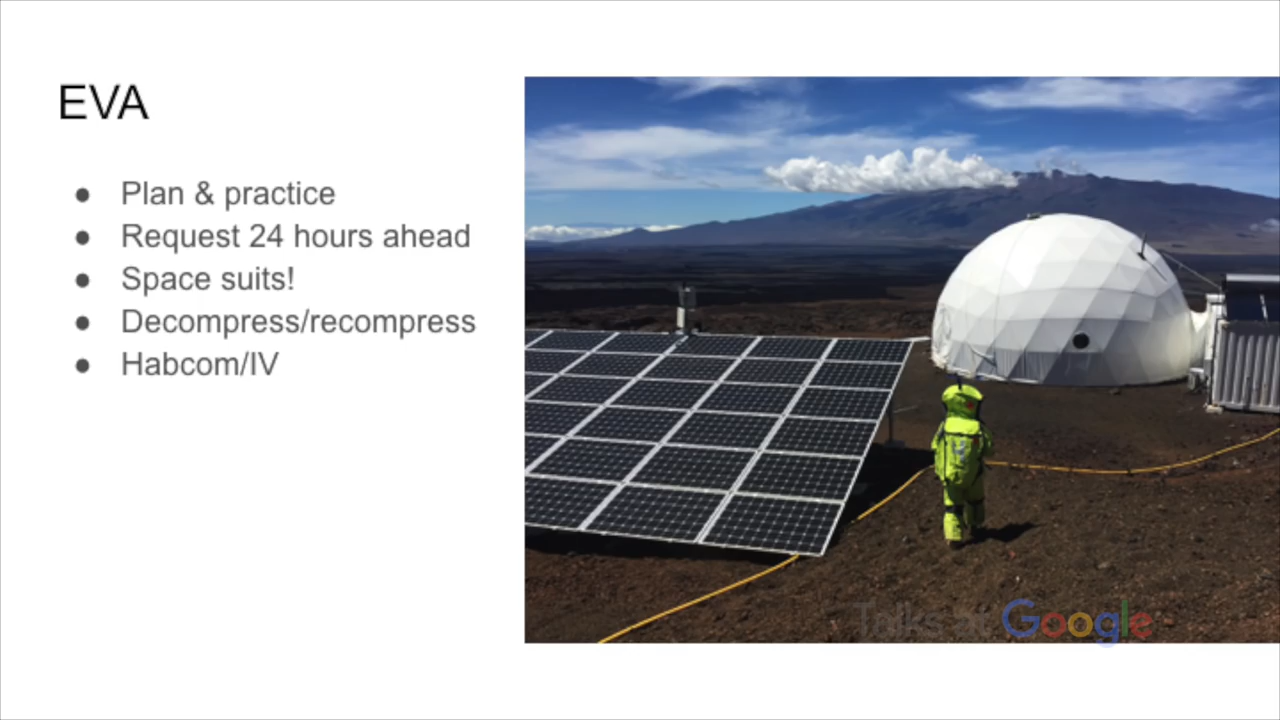 EVA
● Plan & practice
● Request 24 hours ahead
● Space suits!
● Decompress/recompress
● Habcom/IV
Talks at Google